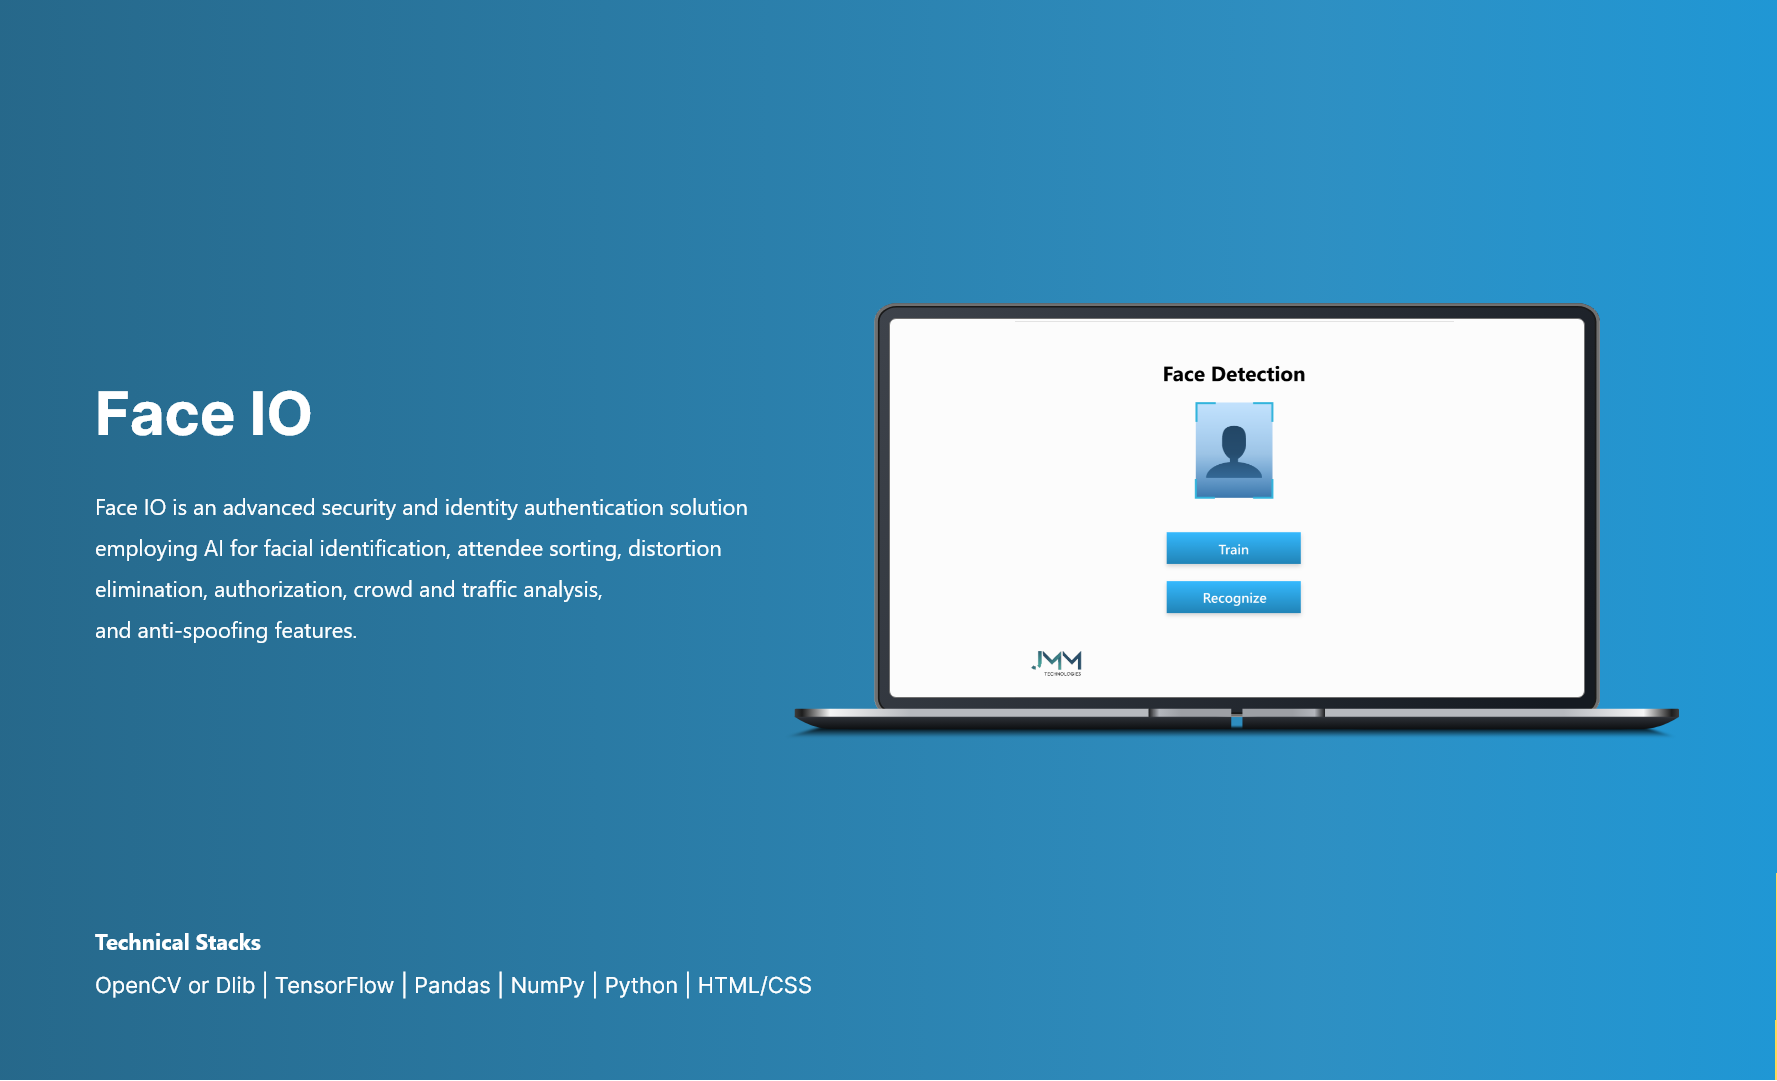 Face IO
Face IO is an advanced security and identity authentication solution
employing AI for facial identification, attendee sorting, distortion
elimination, authorization, crowd and traffic analysis,
and anti-spoofing features.
Face Detection
Train
Recognize
JMM
TECHNOLOGIES
Technical Stacks
OpenCV or Dlib | TensorFlow | Pandas | NumPy | Python | HTML/CSS